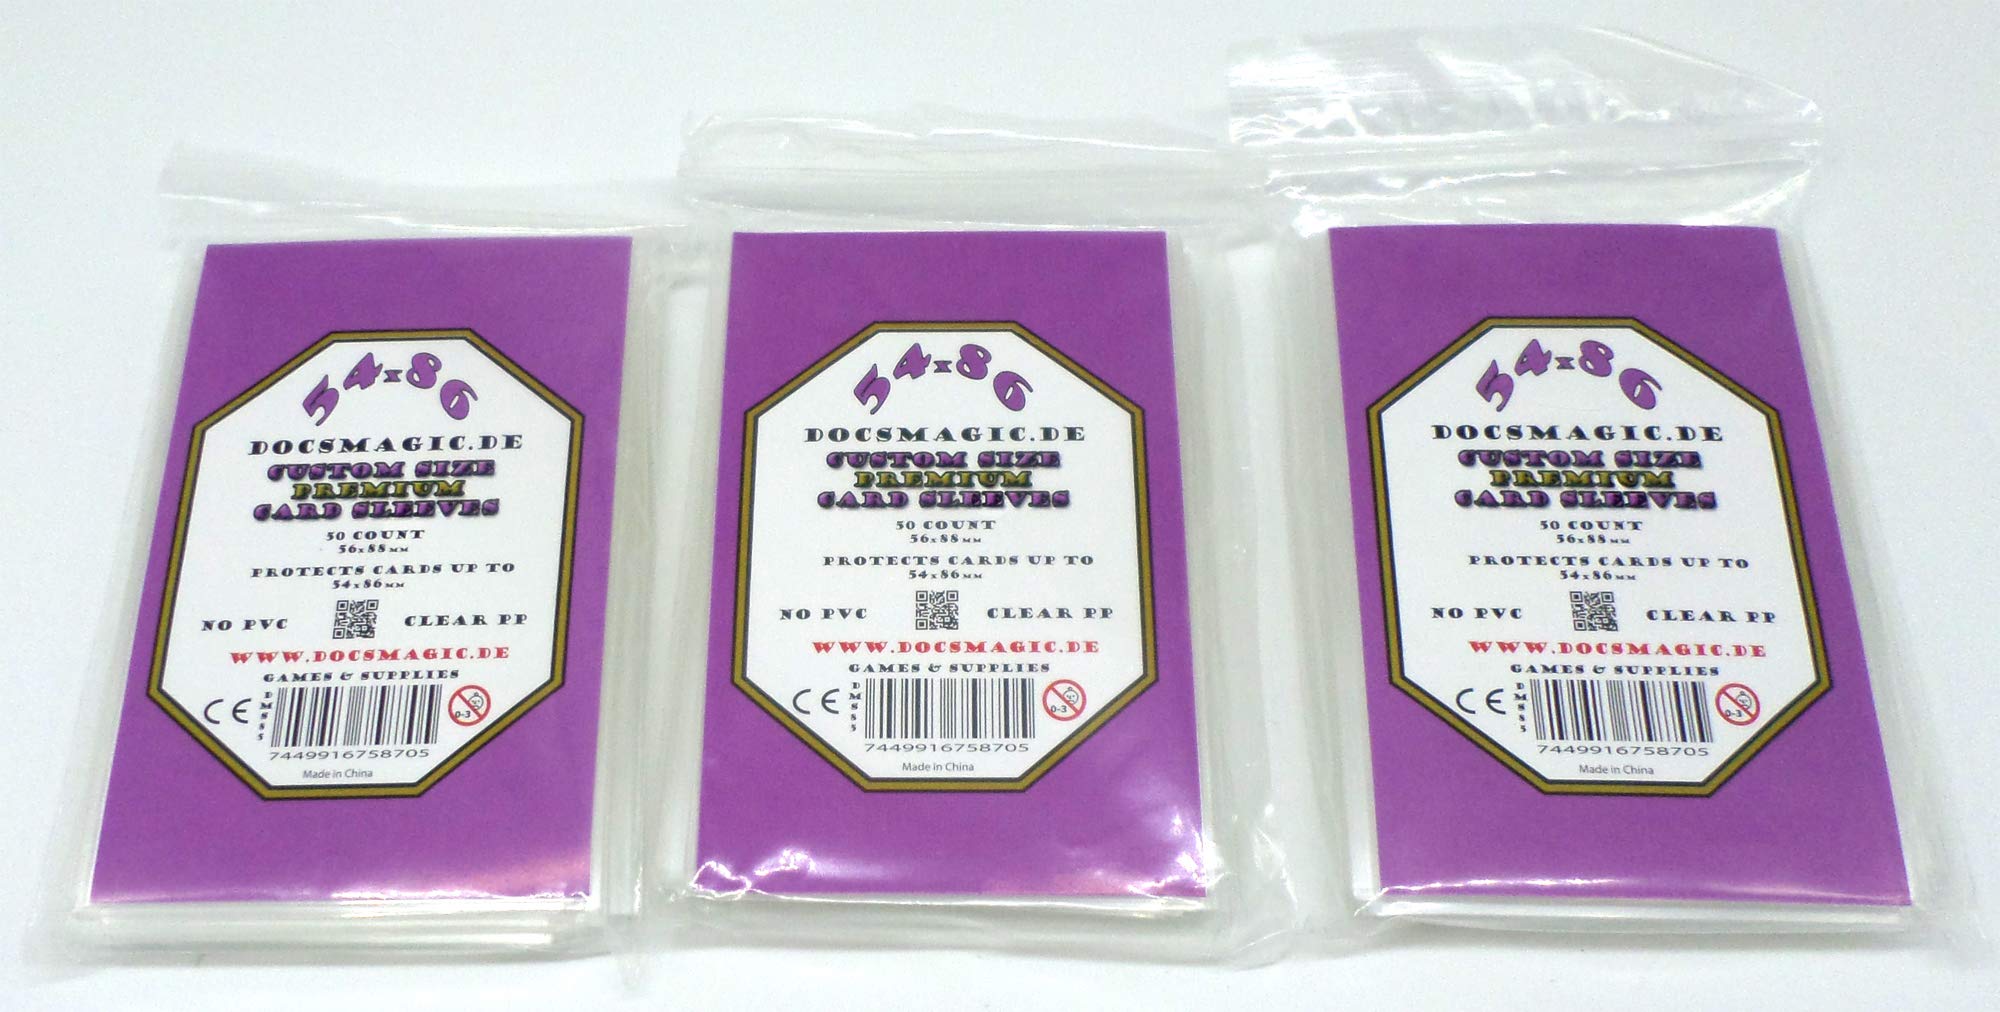 54x86
DOCSMAGIC.DE
CUSTOM SIZE
PREMIUM
CARD SLEEVES
50 COUNT
56x88MM
PROTECTS CARDS UP TO
54x86MM
NO PVC CLEAR PP
WWW.DOCSMAGIC.DE
GAMES & SUPPLIES
CE DMS85 0-3
7449916758705
Made in China
54x86
DOCSMAGIC.DE
CUSTOM SIZE
PREMIUM
CARD SLEEVES
50 COUNT
56x88MM
PROTECTS CARDS UP TO
54x86MM
NO PVC CLEAR PP
WWW.DOCSMAGIC.DE
GAMES & SUPPLIES
CE DMS85 0-3
7449916758705
Made in China
54x86
DOCSMAGIC.DE
CUSTOM SIZE
PREMIUM
CARD SLEEVES
50 COUNT
56x88MM
PROTECTS CARDS UP TO
54x86MM
NO PVC CLEAR PP
WWW.DOCSMAGIC.DE
GAMES & SUPPLIES
CE DMS85 0-3
7449916758705
Made in China